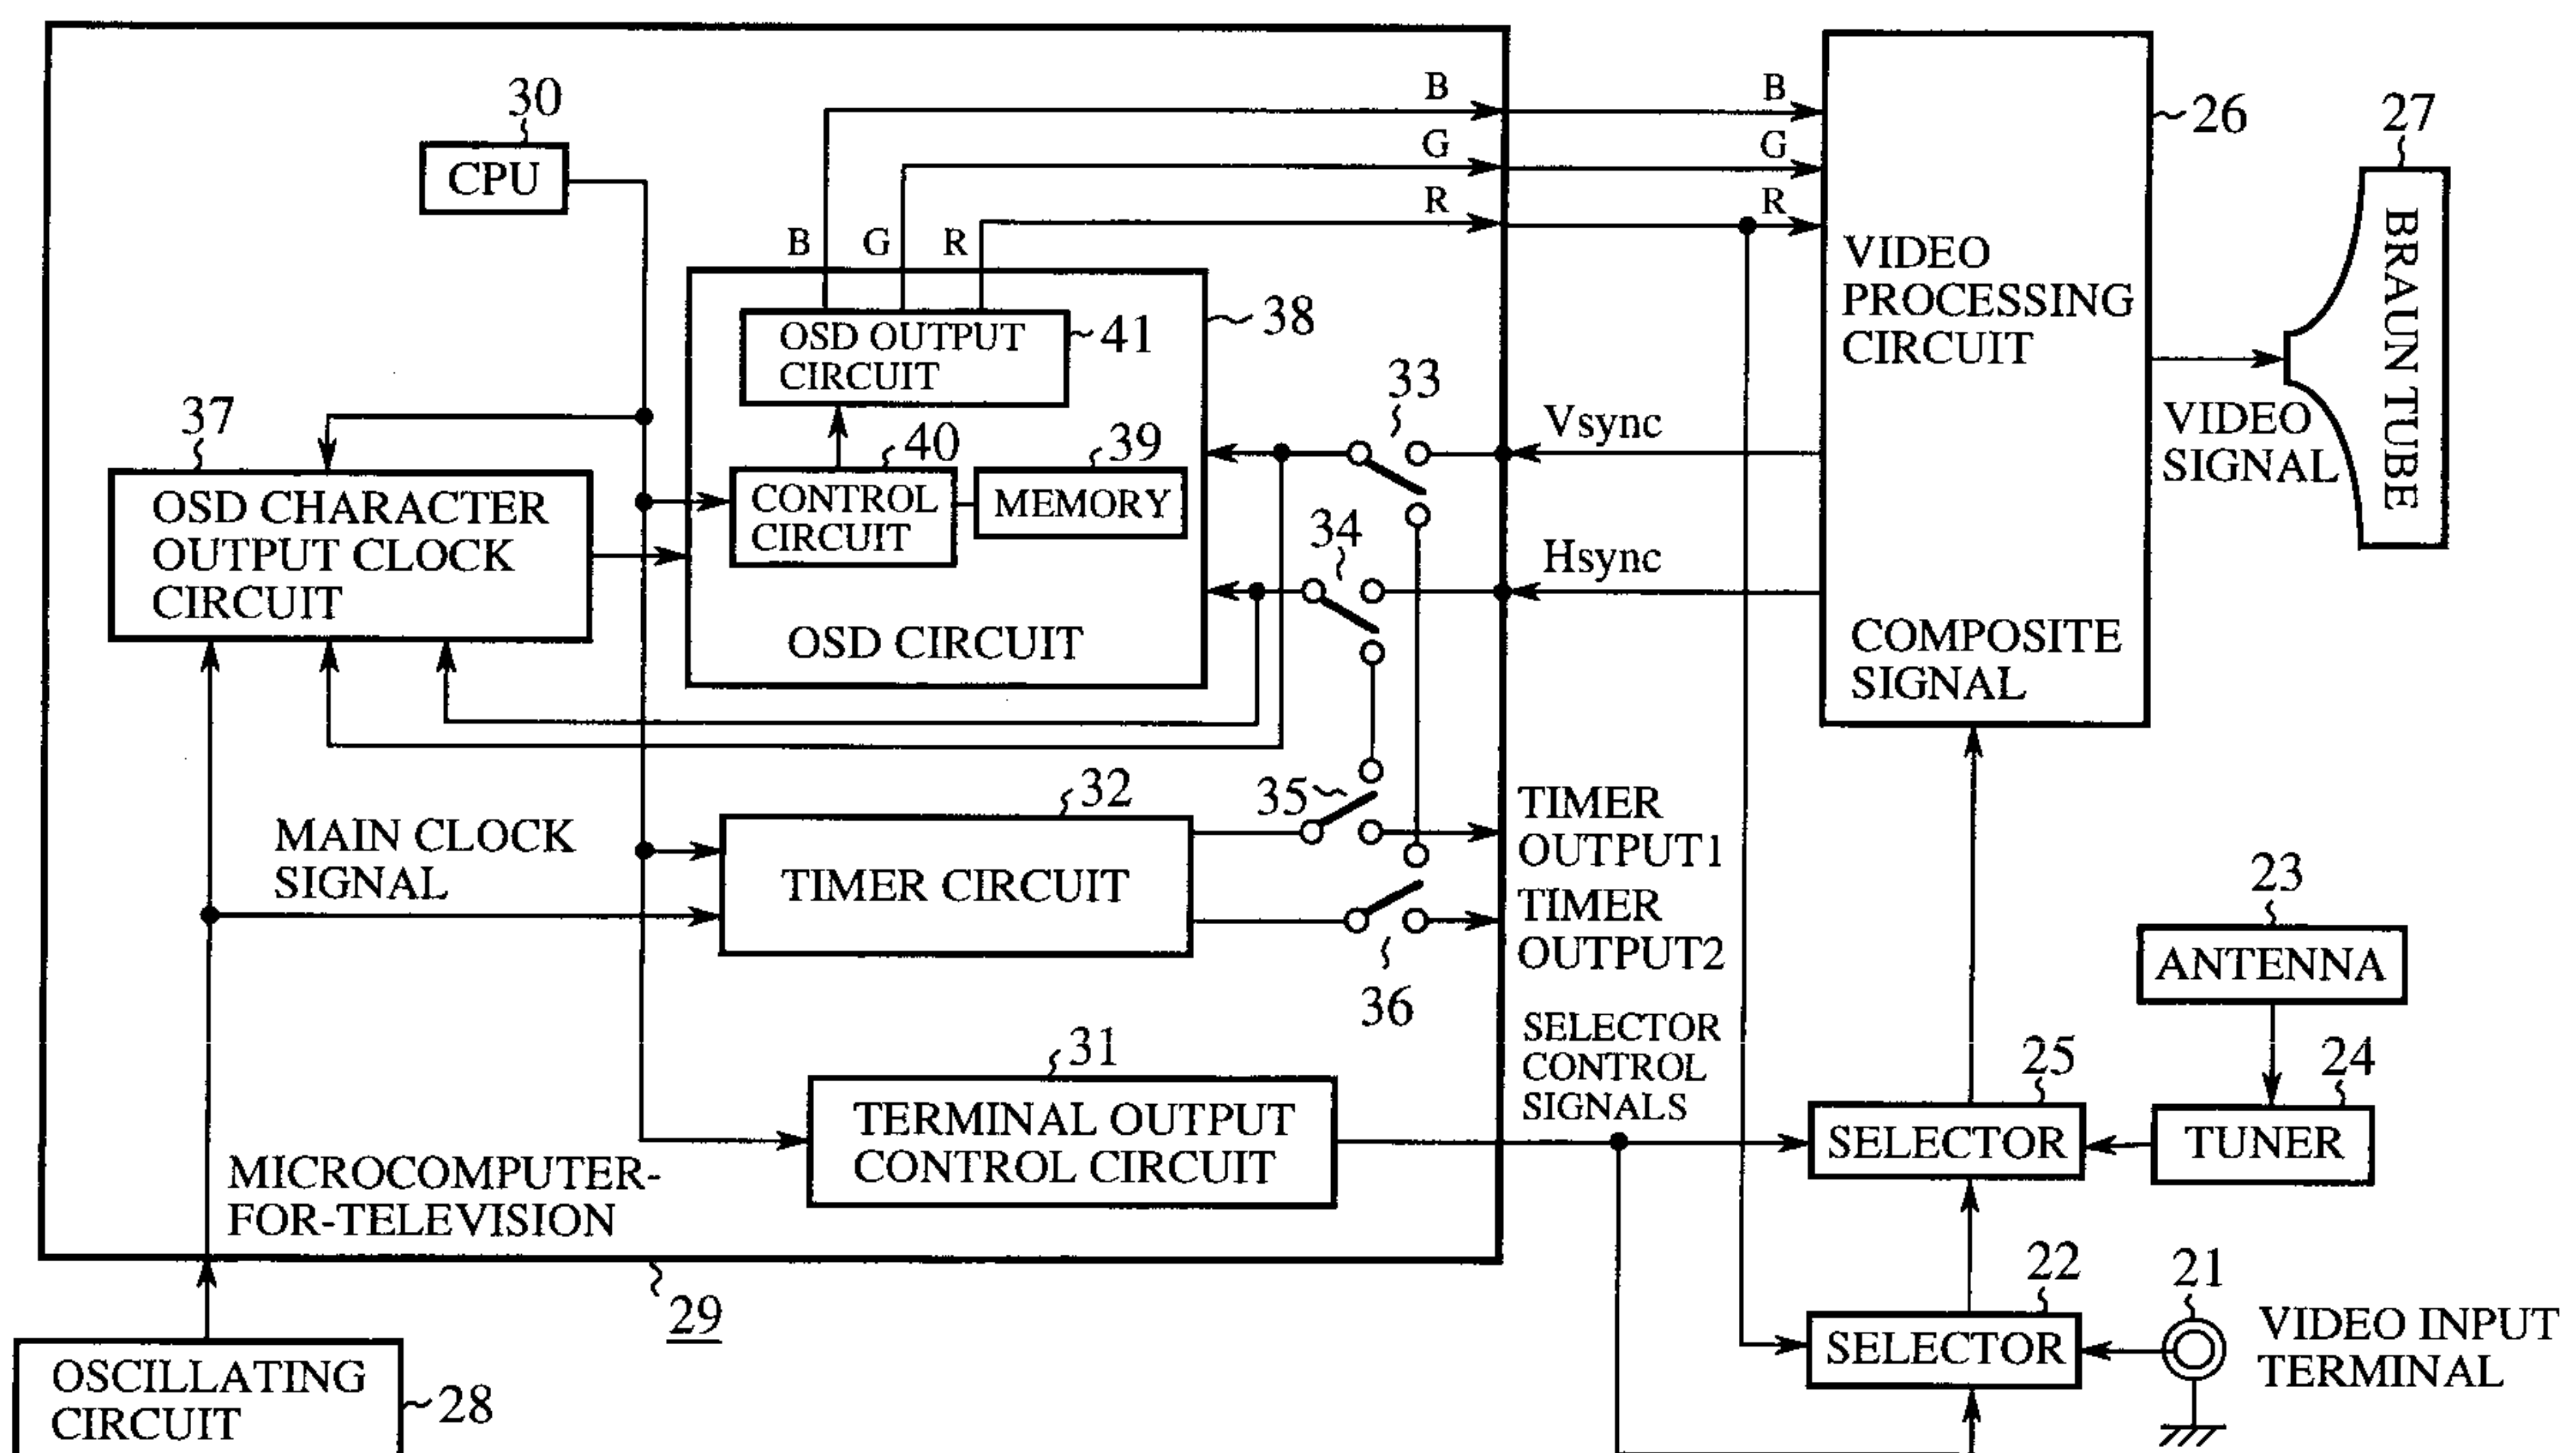 30
CPU
B
G
R
B
G
R
B G R
26
27
BRAUN TUBE
VIDEO
PROCESSING
CIRCUIT
38
OSD OUTPUT
CIRCUIT
41
33
37
40
39
Vsync
VIDEO
SIGNAL
OSD CHARACTER
OUTPUT CLOCK
CIRCUIT
CONTROL
CIRCUIT
MEMORY
34
Hsync
OSD CIRCUIT
COMPOSITE
SIGNAL
32
35
TIMER
OUTPUT1
MAIN CLOCK
SIGNAL
TIMER CIRCUIT
TIMER
OUTPUT2
23
ANTENNA
36
SELECTOR
CONTROL
SIGNALS
31
25
24
TERMINAL OUTPUT
CONTROL CIRCUIT
SELECTOR
TUNER
MICROCOMPUTER-
FOR-TELEVISION
29
22
21
SELECTOR
VIDEO INPUT
TERMINAL
OSCILLATING
CIRCUIT
28